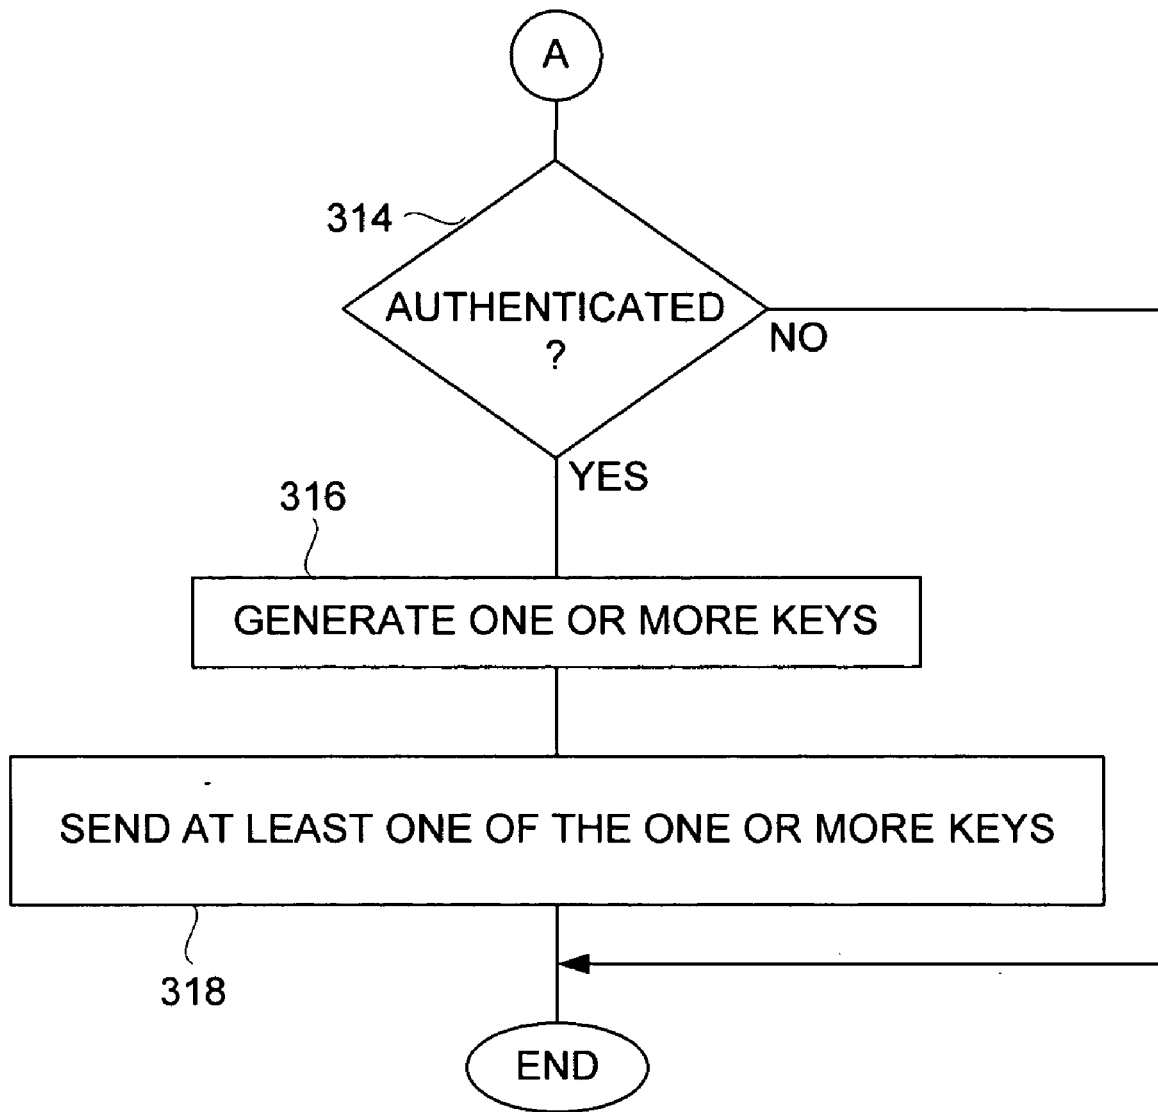 A
314
AUTHENTICATED
?
NO
YES
316
GENERATE ONE OR MORE KEYS
SEND AT LEAST ONE OF THE ONE OR MORE KEYS
318
END